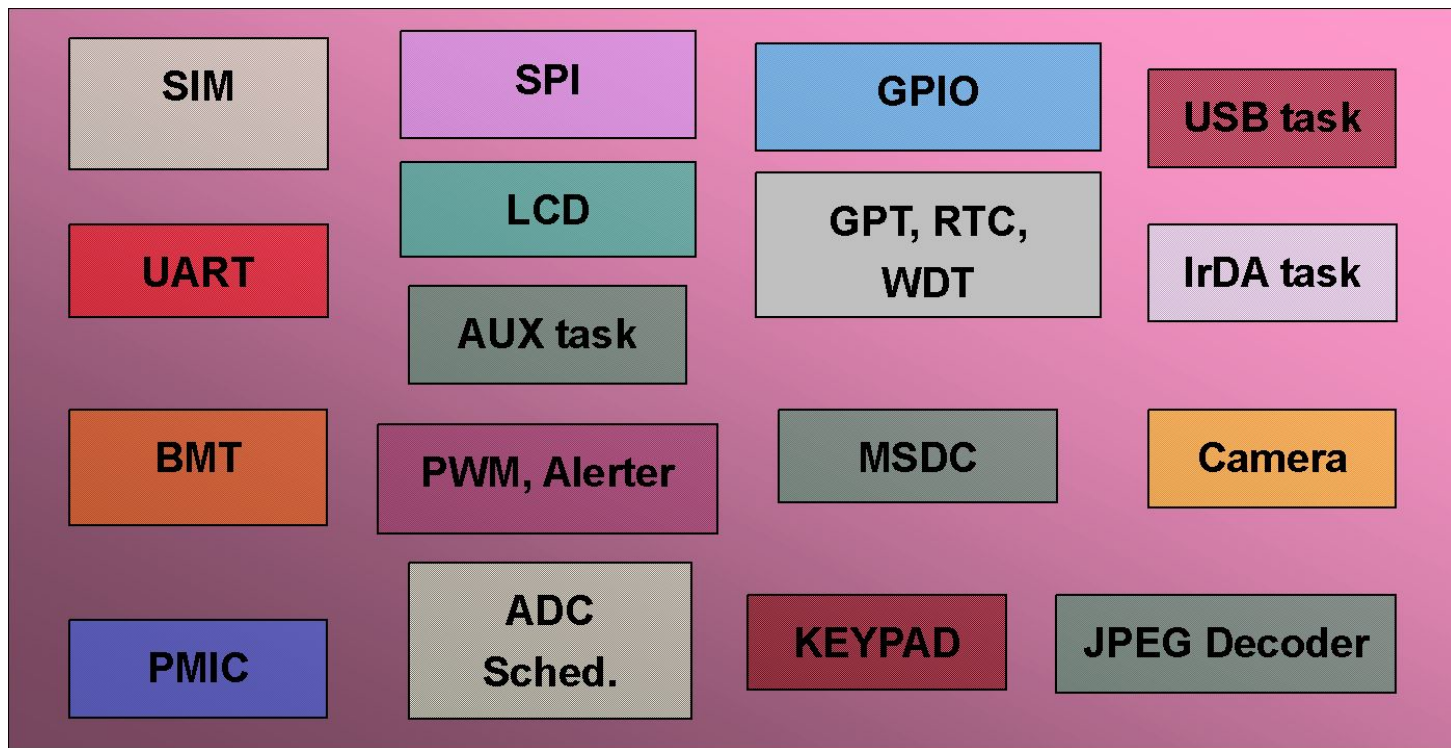 SIM
SPI
GPIO
USB task
LCD
GPT, RTC,
WDT
UART
IrDA task
AUX task
BMT
PWM, Alerter
MSDC
Camera
PMIC
ADC
Sched.
KEYPAD
JPEG Decoder